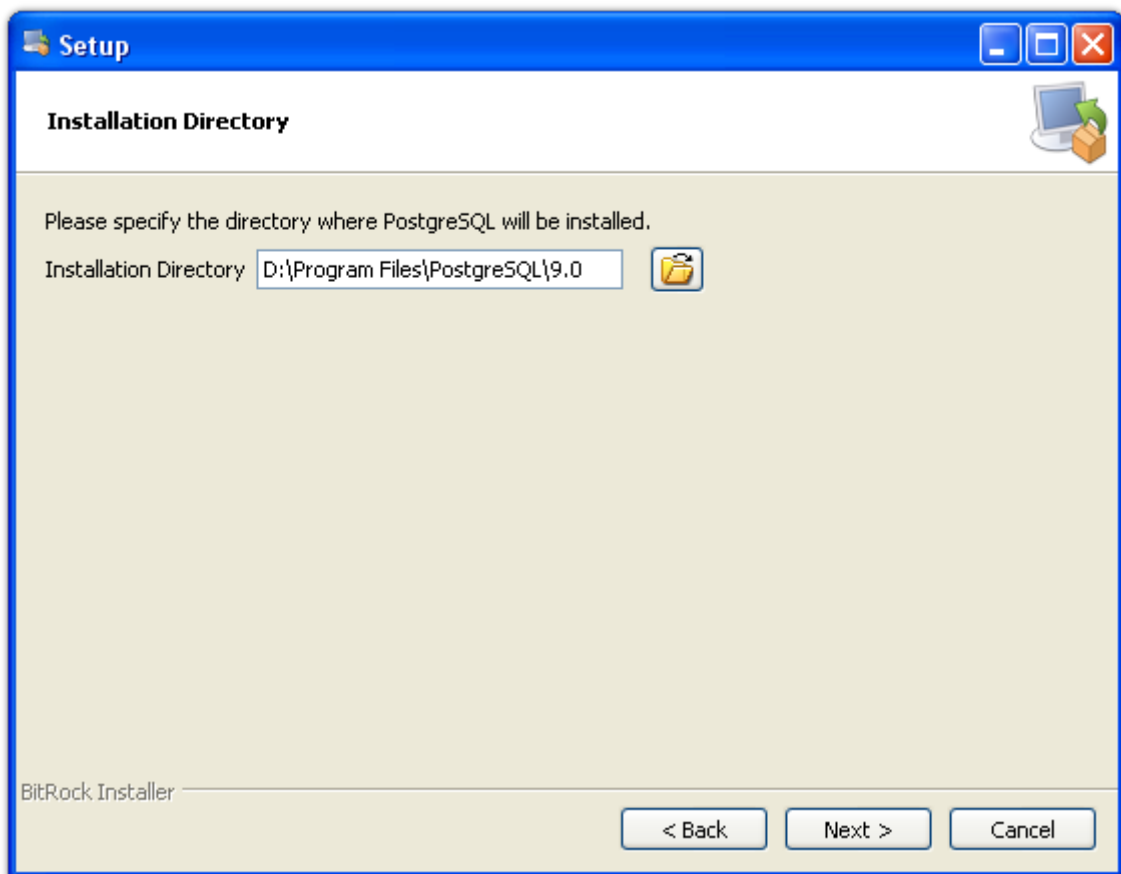 Setup
Installation Directory
Please specify the directory where PostgreSQL will be installed.
Installation Directory D:\Program Files\PostgreSQL\9.0
BitRock Installer
< Back Next > Cancel